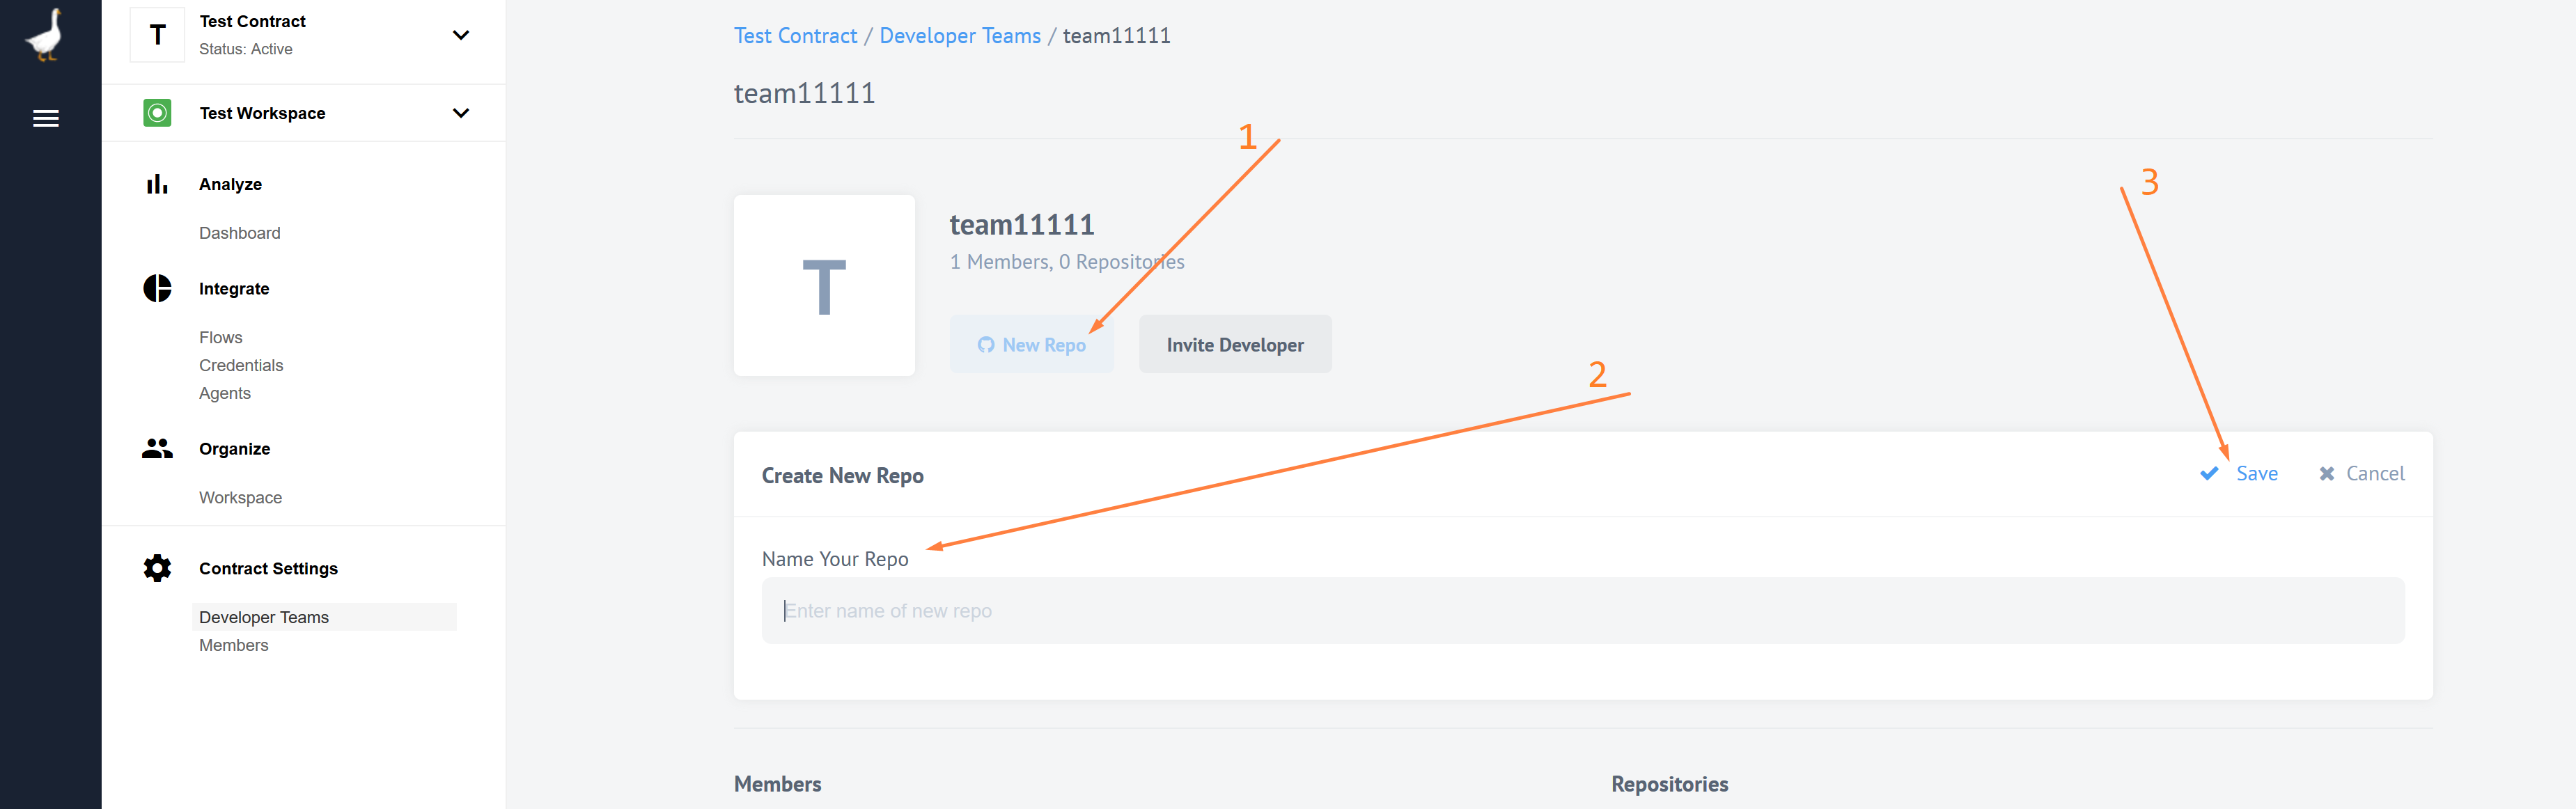 T
Test Contract
Status: Active
Test Workspace
Analyze
Dashboard
Integrate
Flows
Credentials
Agents
Organize
Workspace
Contract Settings
Developer Teams
Members
Test Contract / Developer Teams / team11111
team11111
1
3
T
team11111
1 Members, 0 Repositories
New Repo
Invite Developer
2
Create New Repo
Save
Cancel
Name Your Repo
Enter name of new repo
Members
Repositories